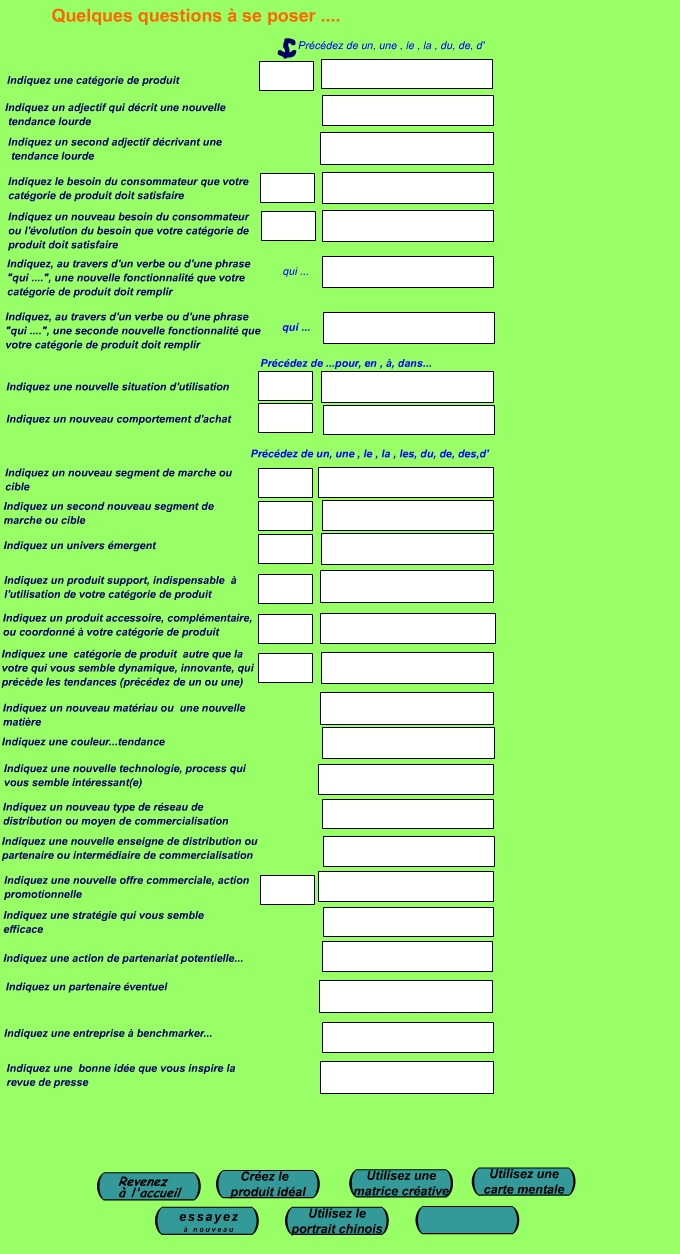 Quelques questions à se poser ....
Précédez de un, une , le , la , du, de, d'
Indiquez une catégorie de produit
Indiquez un adjectif qui décrit une nouvelle
tendance lourde
Indiquez un second adjectif décrivant une
tendance lourde
Indiquez le besoin du consommateur que votre
catégorie de produit doit satisfaire
Indiquez un nouveau besoin du consommateur
ou l'évolution du besoin que votre catégorie de
produit doit satisfaire
Indiquez, au travers d'un verbe ou d'une phrase
"qui ....", une nouvelle fonctionnalité que votre
catégorie de produit doit remplir
qui ...
Indiquez, au travers d'un verbe ou d'une phrase
"qui ....", une seconde nouvelle fonctionnalité que
votre catégorie de produit doit remplir
qui ...
Précédez de ...pour, en , à, dans...
Indiquez une nouvelle situation d'utilisation
Indiquez un nouveau comportement d'achat
Précédez de un, une , le , la , les, du, de, des,d'
Indiquez un nouveau segment de marche ou
cible
Indiquez un second nouveau segment de
marche ou cible
Indiquez un univers émergent
Indiquez un produit support, indispensable à
l'utilisation de votre catégorie de produit
Indiquez un produit accessoire, complémentaire,
ou coordonné à votre catégorie de produit
Indiquez une catégorie de produit autre que la
votre qui vous semble dynamique, innovante, qui
précède les tendances (précédez de un ou une)
Indiquez un nouveau matériau ou une nouvelle
matière
Indiquez une couleur...tendance
Indiquez une nouvelle technologie, process qui
vous semble intéressant(e)
Indiquez un nouveau type de réseau de
distribution ou moyen de commercialisation
Indiquez une nouvelle enseigne de distribution ou
partenaire ou intermédiaire de commercialisation
Indiquez une nouvelle offre commerciale, action
promotionnelle
Indiquez une stratégie qui vous semble
efficace
Indiquez une action de partenariat potentielle...
Indiquez un partenaire éventuel
Indiquez une entreprise à benchmarker...
Indiquez une bonne idée que vous inspire la
revue de presse
Revenez
à l'accueil
Créez le
produit idéal
Utilisez une
matrice créative
Utilisez une
carte mentale
essayez
à nouveau
Utilisez le
portrait chinois